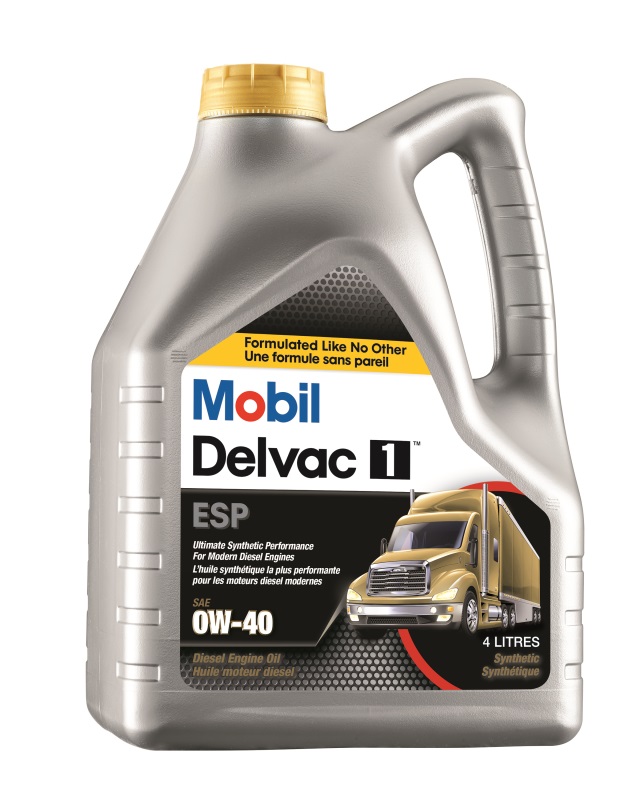 Formulated Like No Other
Une formule sans pareil
Mobil
Delvac 1™
ESP
Ultimate Synthetic Performance
For Modern Diesel Engines
L'huile synthétique la plus performante
pour les moteurs diesel modernes
SAE
0W-40
4 LITRES
Diesel Engine Oil
Huile moteur diesel
Synthetic
Synthétique